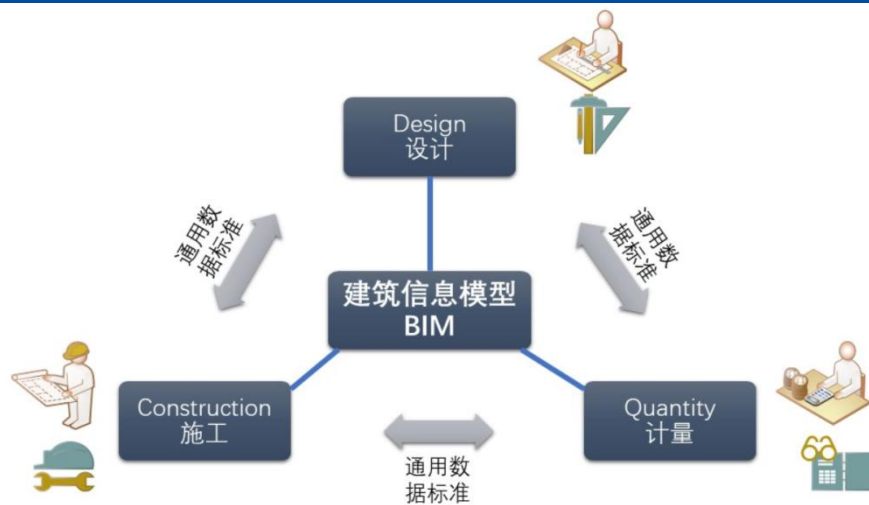 Design
设计
通用数
据标准
通用数
据标准
建筑信息模型
BIM
Construction
施工
Quantity
计量
通用数
据标准